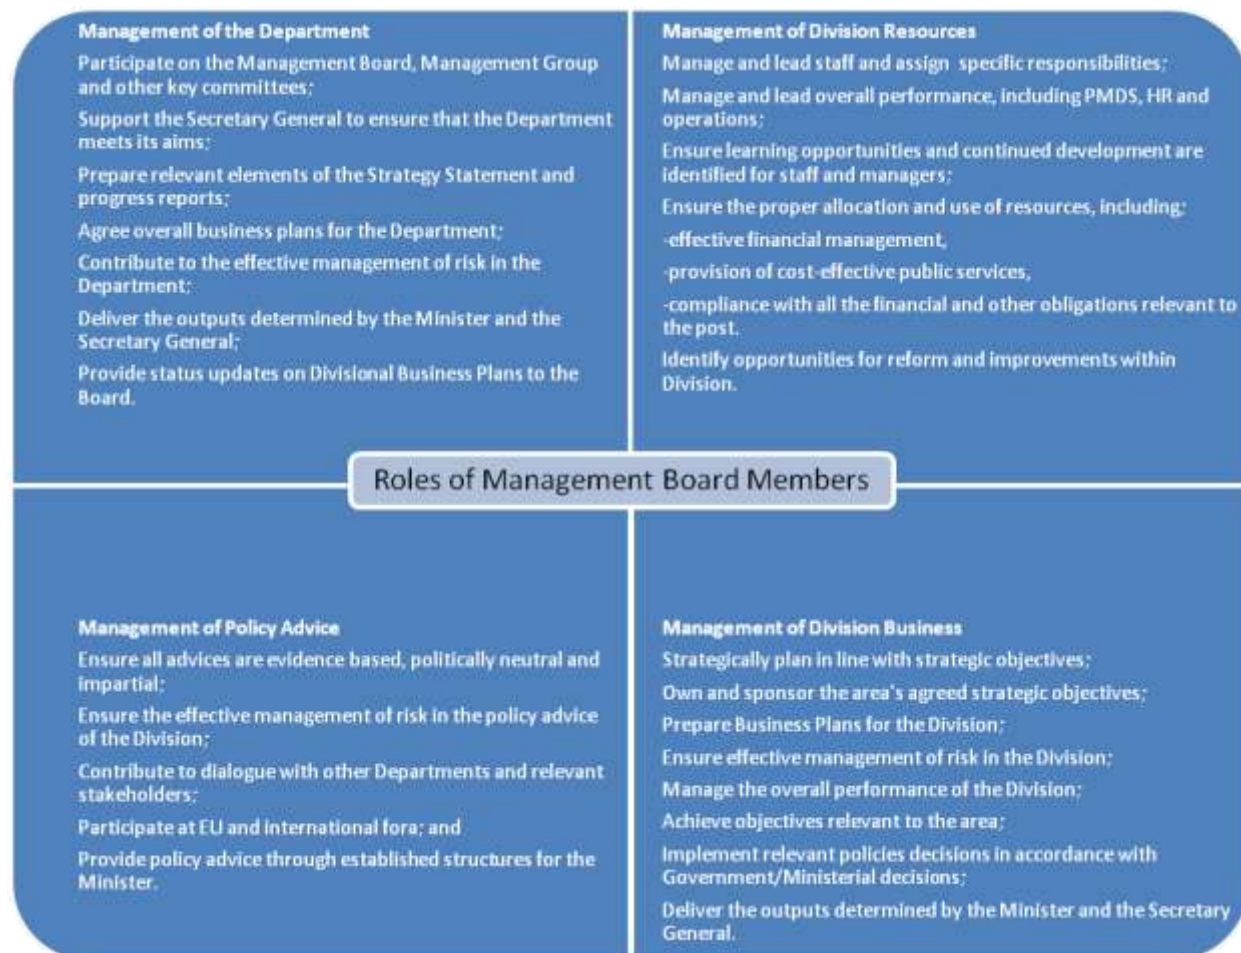 Management of the Department
Participate on the Management Board, Management Group
and other key committees;
Support the Secretary General to ensure that the Department
meets its aims;
Prepare relevant elements of the Strategy Statement and
progress reports;
Agree overall business plans for the Department;
Contribute to the effective management of risk in the
Department;
Deliver the outputs determined by the Minister and the
Secretary General;
Provide status updates on Divisional Business Plans to the
Board.
Management of Division Resources
Manage and lead staff and assign specific responsibilities;
Manage and lead overall performance, including PMDS, HR and
operations;
Ensure learning opportunities and continued development are
identified for staff and managers;
Ensure the proper allocation and use of resources, including;
-effective financial management,
-provision of cost-effective public services,
-compliance with all the financial and other obligations relevant to
the post.
Identify opportunities for reform and improvements within
Division.
Roles of Management Board Members
Management of Policy Advice
Ensure all advices are evidence based, politically neutral and
impartial;
Ensure the effective management of risk in the policy advice
of the Division;
Contribute to dialogue with other Departments and relevant
stakeholders;
Participate at EU and international fora; and
Provide policy advice through established structures for the
Minister.
Management of Division Business
Strategically plan in line with strategic objectives;
Own and sponsor the area's agreed strategic objectives;
Prepare Business Plans for the Division;
Ensure effective management of risk in the Division;
Manage the overall performance of the Division;
Achieve objectives relevant to the area;
Implement relevant policies decisions in accordance with
Government/Ministerial decisions;
Deliver the outputs determined by the Minister and the Secretary
General.